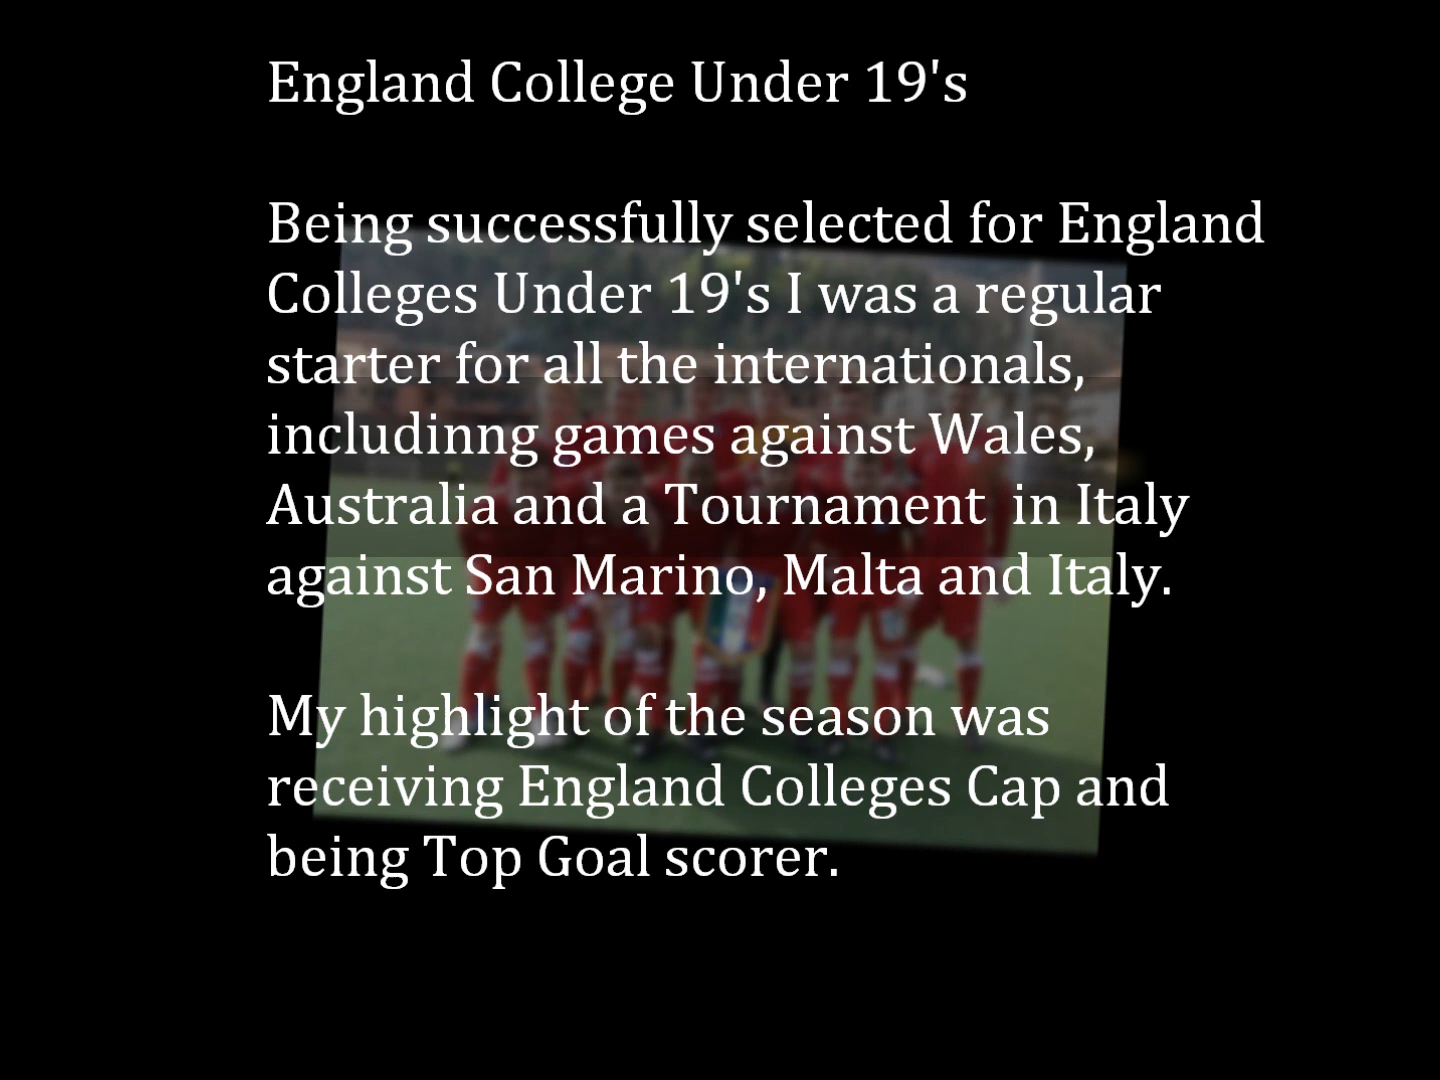 England College Under 19's
Being successfully selected for England
Colleges Under 19's I was a regular
starter for all the internationals,
includinng games against Wales,
Australia and a Tournament  in Italy
against San Marino, Malta and Italy.
My highlight of the season was
receiving England Colleges Cap and
being Top Goal scorer.